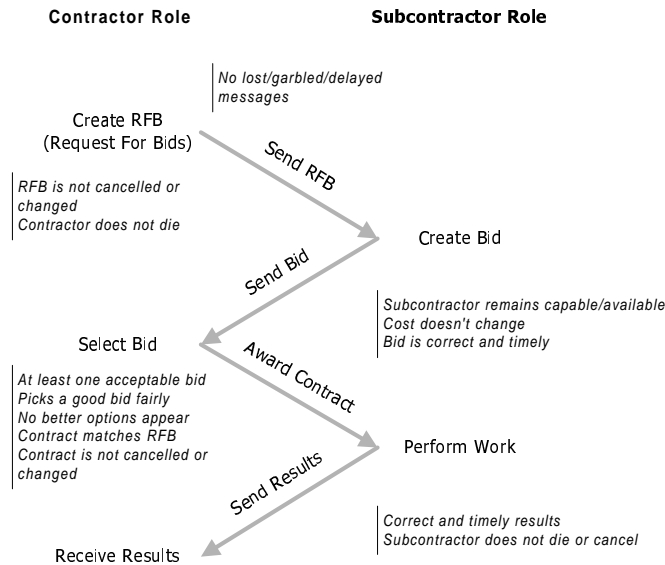 Contractor Role
Subcontractor Role
No lost/garbled/delayed
messages
Create RFB
(Request For Bids)
Send RFB
RFB is not cancelled or
changed
Contractor does not die
Create Bid
Send Bid
Subcontractor remains capable/available
Cost doesn't change
Bid is correct and timely
Select Bid
Award Contract
At least one acceptable bid
Picks a good bid fairly
No better options appear
Contract matches RFB
Contract is not cancelled or
changed
Perform Work
Send Results
Correct and timely results
Subcontractor does not die or cancel
Receive Results